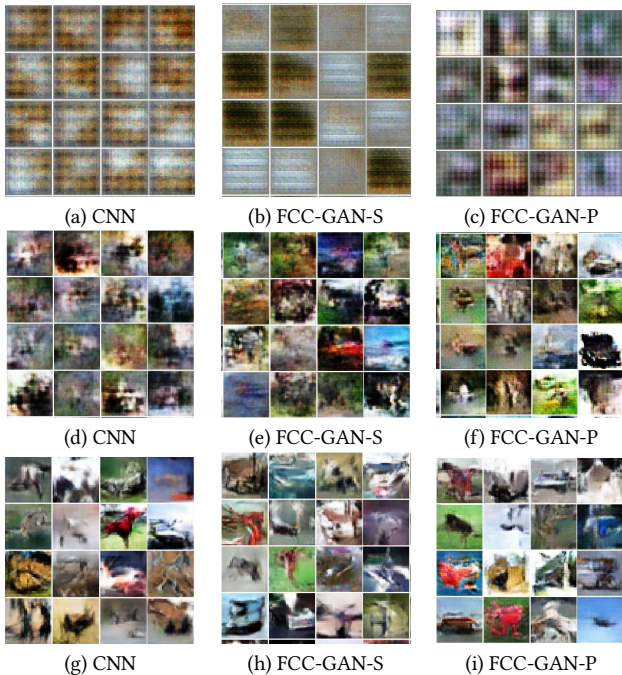 (a) CNN (b) FCC-GAN-S (c) FCC-GAN-P
(d) CNN (e) FCC-GAN-S (f) FCC-GAN-P
(g) CNN (h) FCC-GAN-S (i) FCC-GAN-P